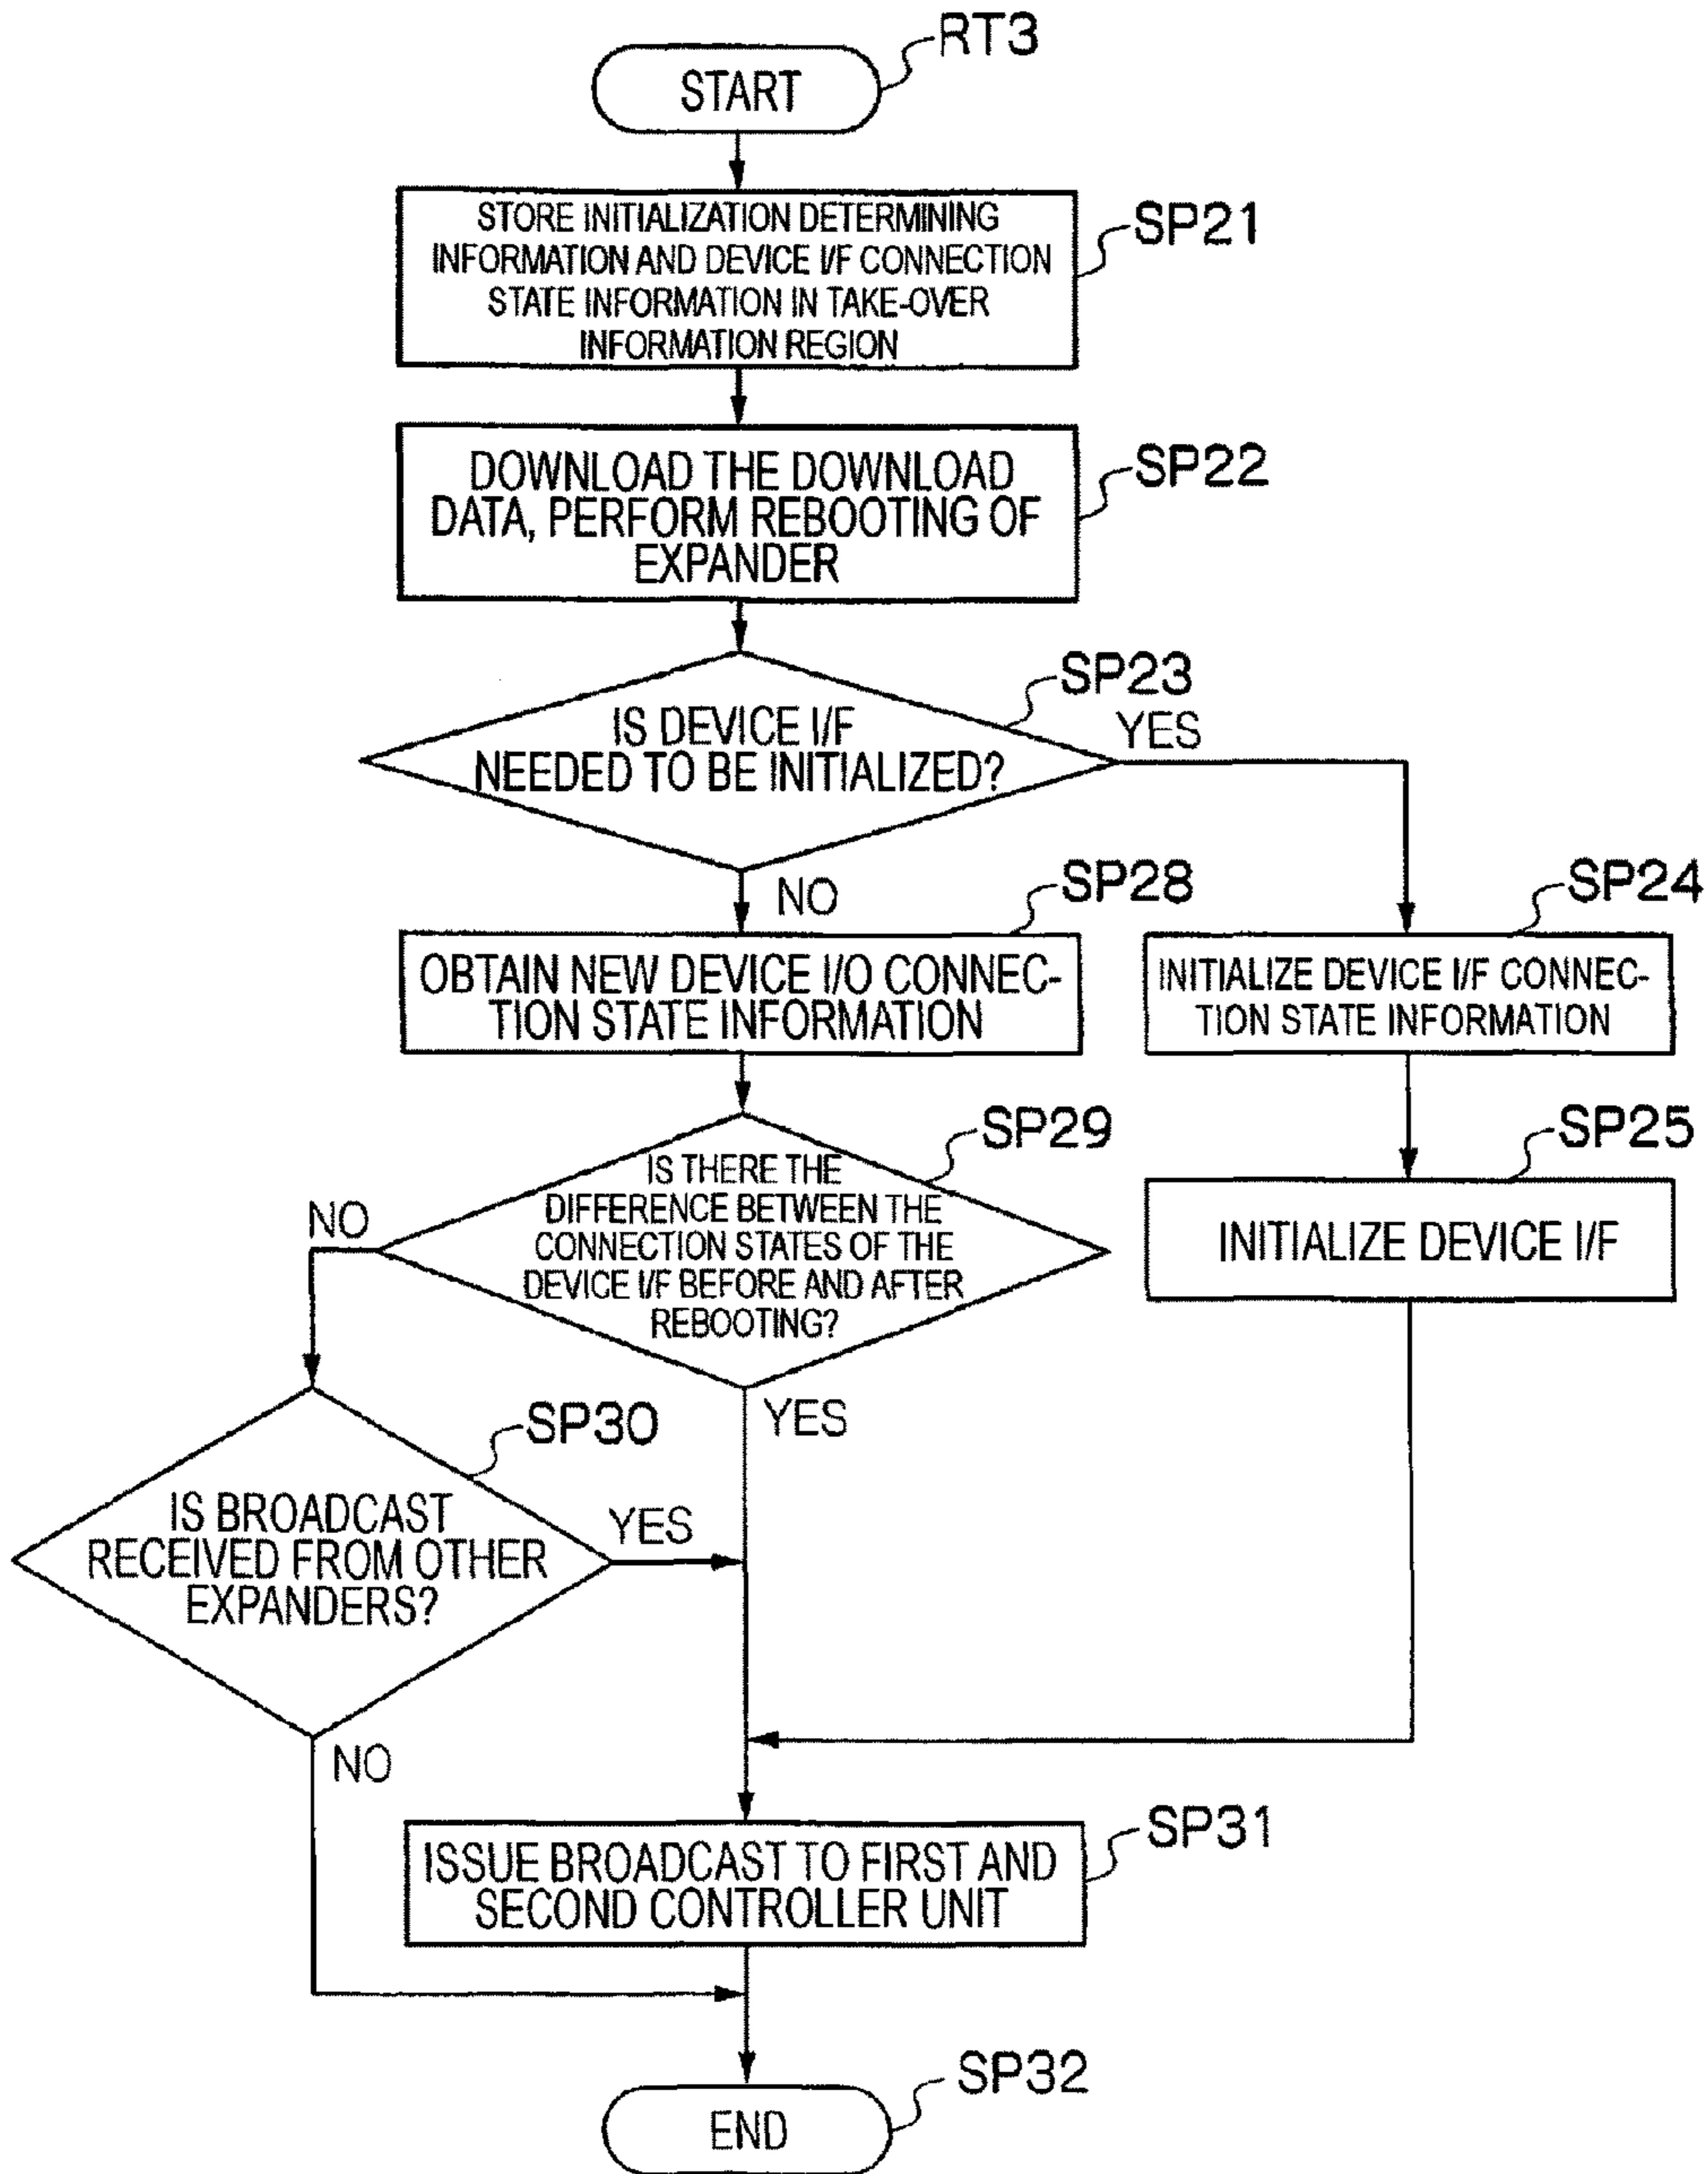 RT3
START
SP21
STORE INITIALIZATION DETERMINING
INFORMATION AND DEVICE I/F CONNECTION
STATE INFORMATION IN TAKE-OVER
INFORMATION REGION
SP22
DOWNLOAD THE DOWNLOAD
DATA, PERFORM REBOOTING OF
EXPANDER
SP23
IS DEVICE I/F
NEEDED TO BE INITIALIZED?
YES
NO
SP28
OBTAIN NEW DEVICE I/O CONNEC-
TION STATE INFORMATION
SP24
INITIALIZE DEVICE I/F CONNEC-
TION STATE INFORMATION
SP29
IS THERE THE
DIFFERENCE BETWEEN THE
CONNECTION STATES OF THE
DEVICE I/F BEFORE AND AFTER
REBOOTING?
NO
YES
SP25
INITIALIZE DEVICE I/F
SP30
IS BROADCAST
RECEIVED FROM OTHER
EXPANDERS?
YES
NO
SP31
ISSUE BROADCAST TO FIRST AND
SECOND CONTROLLER UNIT
SP32
END